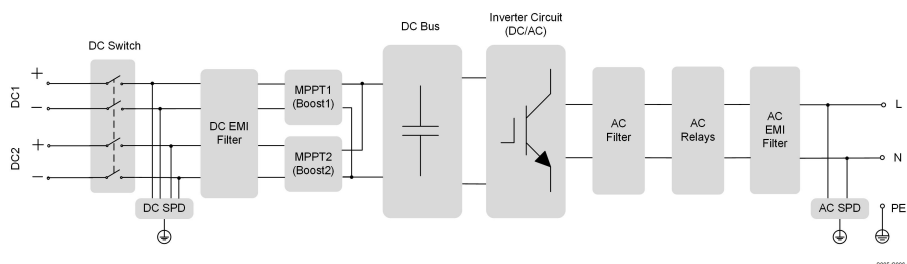 Inverter Circuit
(DC/AC)
DC Bus
DC Switch
DC1
+
−
DC2
+
−
DC EMI
Filter
MPPT1
(Boost1)
MPPT2
(Boost2)
AC
Filter
AC
Relays
AC
EMI
Filter
L
N
PE
DC SPD
AC SPD